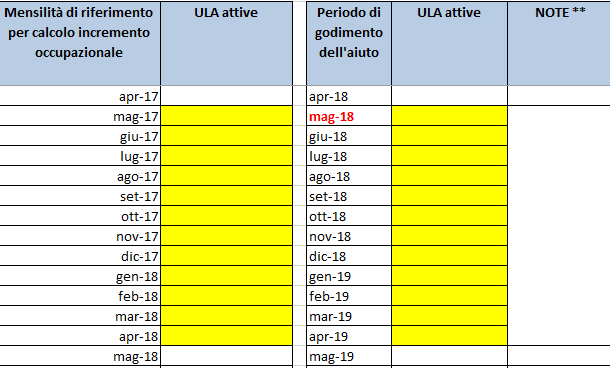 Mensilità di riferimento per calcolo incremento occupazionale ULA attive Periodo di godimento dell'aiuto ULA attive NOTE **
apr-17 apr-18
mag-17 mag-18
giu-17 giu-18
lug-17 lug-18
ago-17 ago-18
set-17 set-18
ott-17 ott-18
nov-17 nov-18
dic-17 dic-18
gen-18 gen-19
feb-18 feb-19
mar-18 mar-19
apr-18 apr-19
mag-18 mag-19